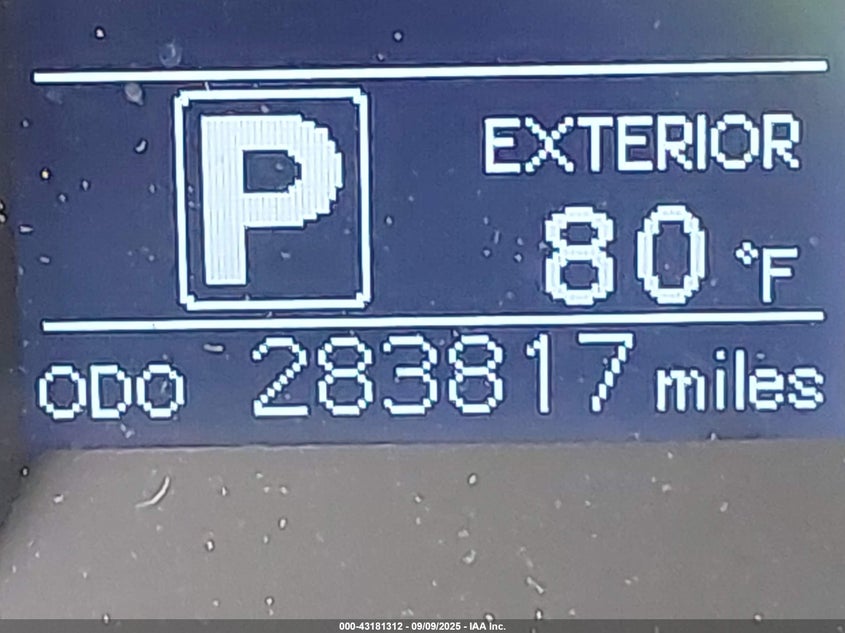 P
EXTERIOR
80 °F
ODO 283817 miles
000-43181312 - 09/09/2025 - IAA Inc.